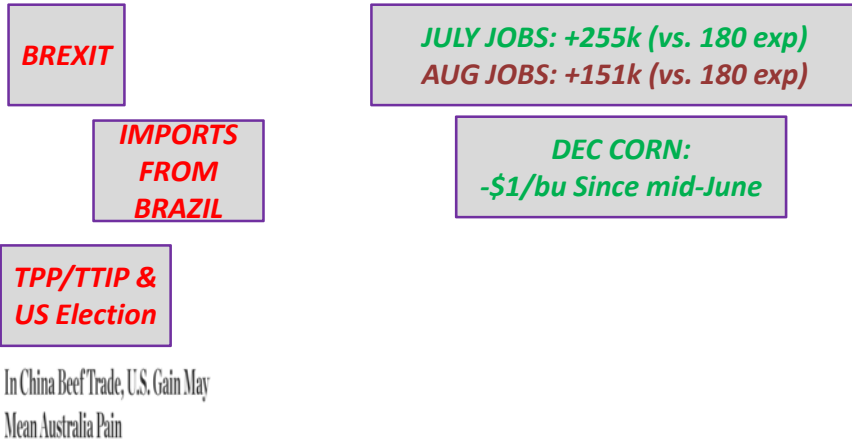 BREXIT
JULY JOBS: +255k (vs. 180 exp)
AUG JOBS: +151k (vs. 180 exp)
IMPORTS
FROM
BRAZIL
DEC CORN:
-$1/bu Since mid-June
TPP/TTIP &
US Election
In China Beef Trade, U.S. Gain May
Mean Australia Pain